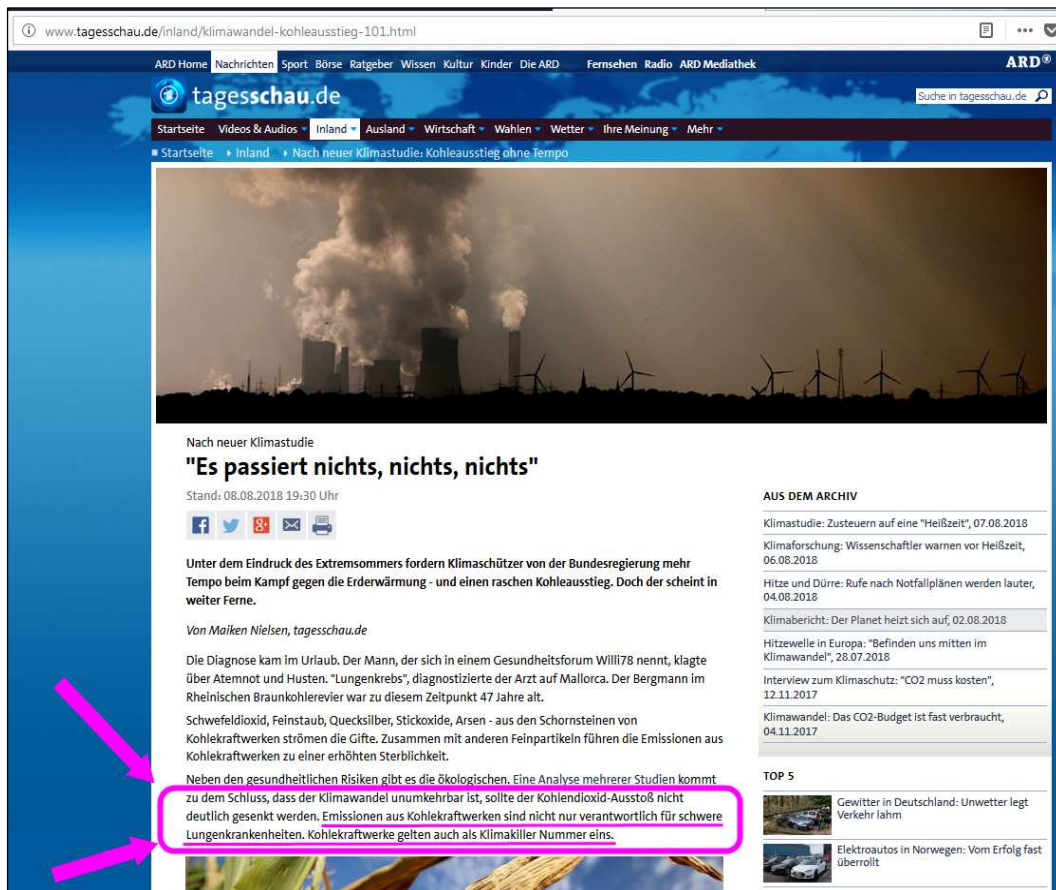 www.tagesschau.de/inland/klimawandel-kohleausstieg-101.html
ARD Home Nachrichten Sport Börse Ratgeber Wissen Kultur Kinder Die ARD Fernsehen Radio ARD Mediathek ARD
tagesschau.de
Suche in tagesschau.de
Startseite Videos & Audios Inland Ausland Wirtschaft Wahlen Wetter Ihre Meinung Mehr
Startseite Inland Nach neuer Klimastudie: Kohleausstieg ohne Tempo
Nach neuer Klimastudie
"Es passiert nichts, nichts, nichts"
Stand: 08.08.2018 19:30 Uhr
Unter dem Eindruck des Extremsommers fordern Klimaschützer von der Bundesregierung mehr
Tempo beim Kampf gegen die Erderwärmung - und einen raschen Kohleausstieg. Doch der scheint in
weiter Ferne.
Von Maiken Nielsen, tagesschau.de
Die Diagnose kam im Urlaub. Der Mann, der sich in einem Gesundheitsforum Willi78 nennt, klagte
über Atemnot und Husten. "Lungenkrebs", diagnostizierte der Arzt auf Mallorca. Der Bergmann im
Rheinischen Braunkohlerevier war zu diesem Zeitpunkt 47 Jahre alt.
Schwefeldioxid, Feinstaub, Quecksilber, Stickoxide, Arsen - aus den Schornsteinen von
Kohlekraftwerken strömen die Gifte. Zusammen mit anderen Feinpartikeln führen die Emissionen aus
Kohlekraftwerken zu einer erhöhten Sterblichkeit.
Neben den gesundheitlichen Risiken gibt es die ökologischen. Eine Analyse mehrerer Studien kommt
zu dem Schluss, dass der Klimawandel unumkehrbar ist, sollte der Kohlendioxid-Ausstoß nicht
deutlich gesenkt werden. Emissionen aus Kohlekraftwerken sind nicht nur verantwortlich für schwere
Lungenkrankenheiten. Kohlekraftwerke gelten auch als Klimakiller Nummer eins.
AUS DEM ARCHIV
Klimastudie: Zusteuern auf eine "Heißzeit", 07.08.2018
Klimaforschung: Wissenschaftler warnen vor Heißzeit,
06.08.2018
Hitze und Dürre: Rufe nach Notfallplänen werden lauter,
04.08.2018
Klimabericht: Der Planet heizt sich auf, 02.08.2018
Hitzewelle in Europa: "Befinden uns mitten im
Klimawandel", 28.07.2018
Interview zum Klimaschutz: "CO2 muss kosten",
12.11.2017
Klimawandel: Das CO2-Budget ist fast verbraucht,
04.11.2017
TOP 5
Gewitter in Deutschland: Unwetter legt
Verkehr lahm
Elektroautos in Norwegen: Vom Erfolg fast
überrollt